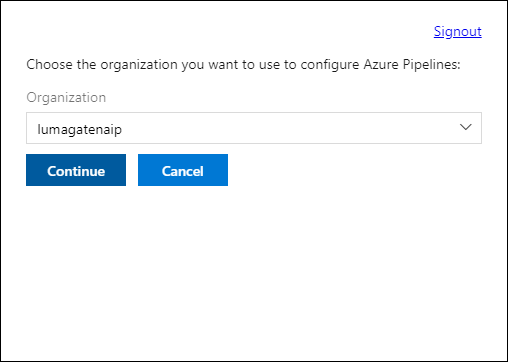 Signout
Choose the organization you want to use to configure Azure Pipelines:
Organization
lumagatenaip
Continue Cancel